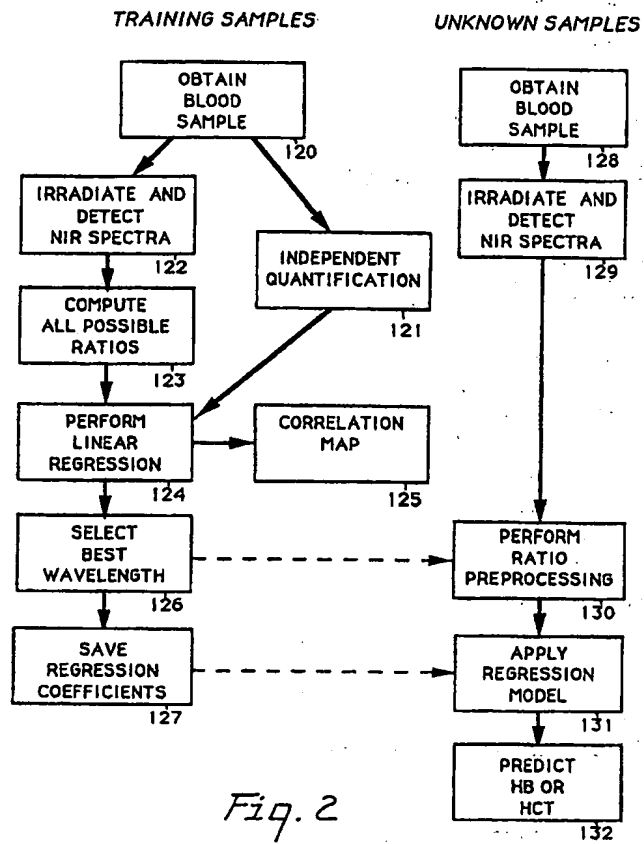 TRAINING SAMPLES
OBTAIN
BLOOD
SAMPLE
120
IRRADIATE AND
DETECT
NIR SPECTRA
122
INDEPENDENT
QUANTIFICATION
121
COMPUTE
ALL POSSIBLE
RATIOS
123
PERFORM
LINEAR
REGRESSION
124
CORRELATION
MAP
125
SELECT
BEST
WAVELENGTH
126
SAVE
REGRESSION
COEFFICIENTS
127
UNKNOWN SAMPLES
OBTAIN
BLOOD
SAMPLE
128
IRRADIATE AND
DETECT
NIR SPECTRA
129
PERFORM
RATIO
PREPROCESSING
130
APPLY
REGRESSION
MODEL
131
PREDICT
HB OR
HCT
132
Fig. 2